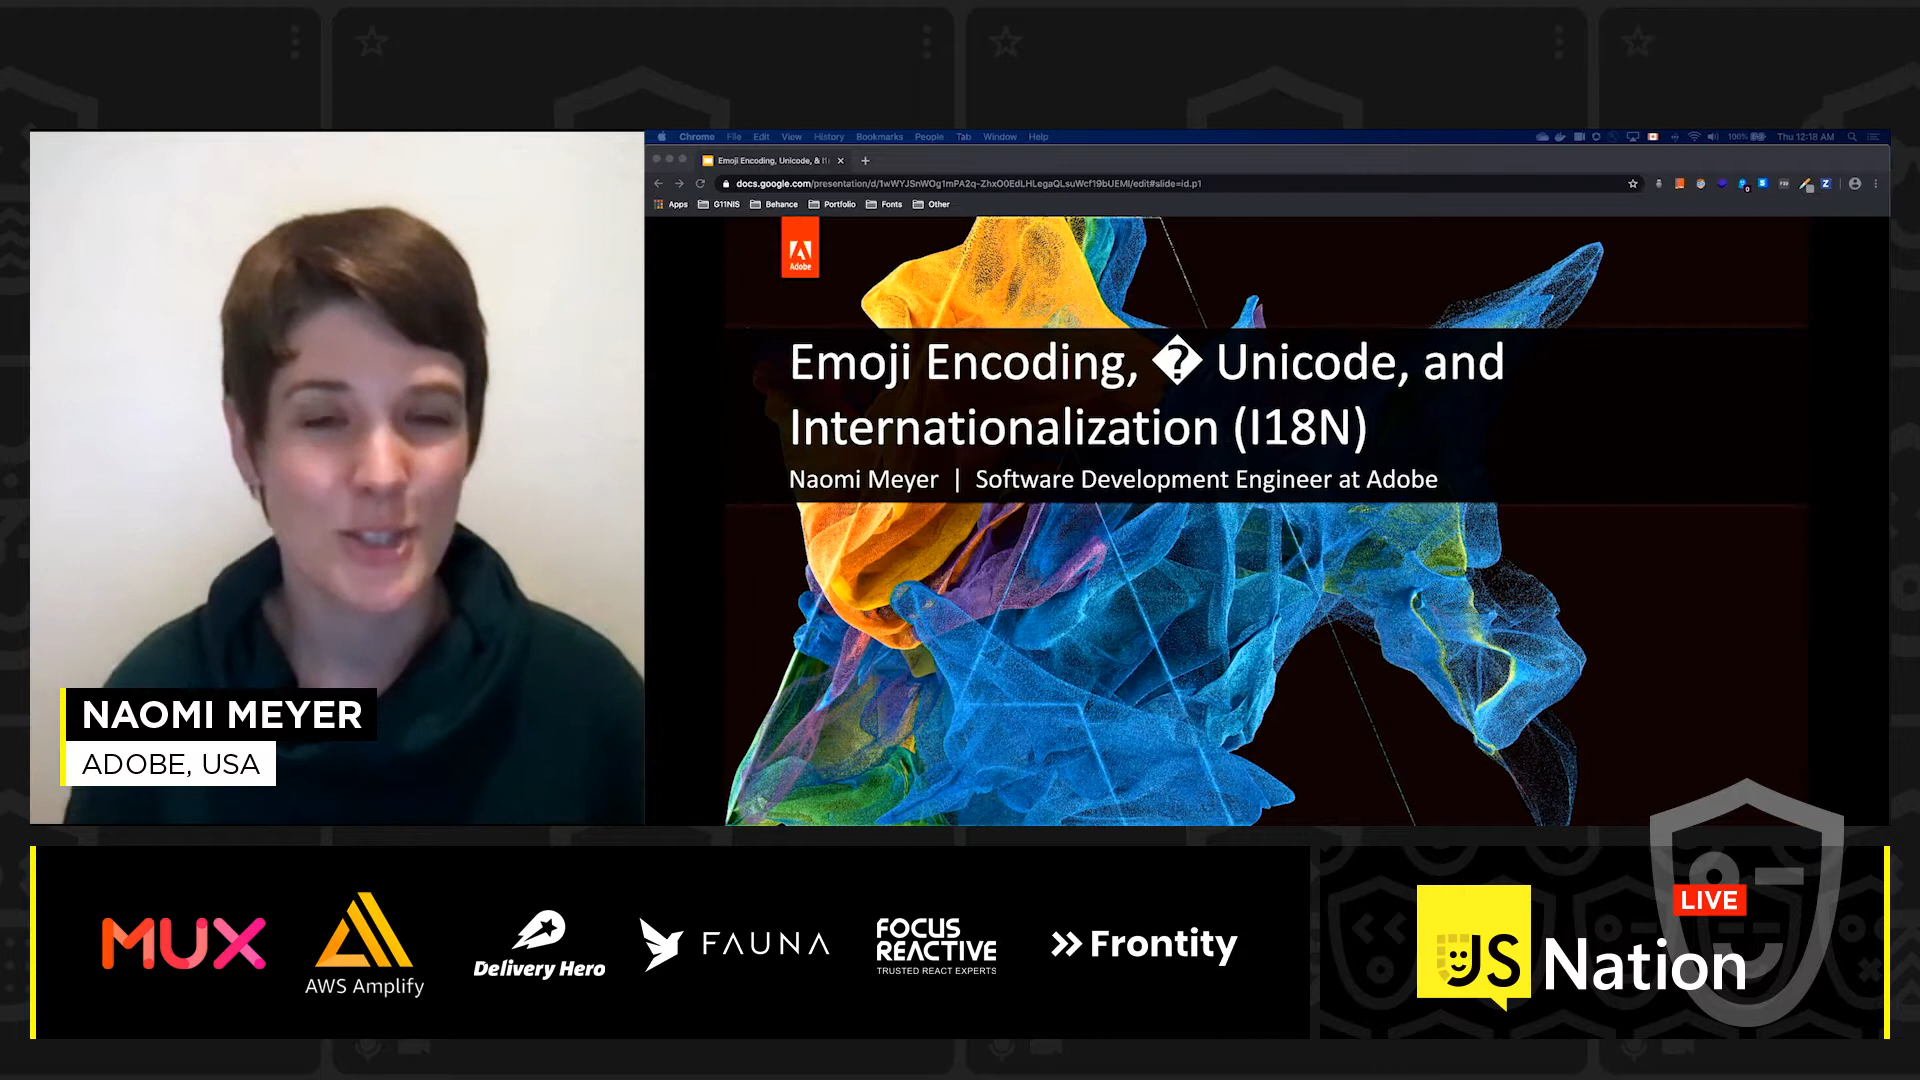 Chrome File Edit View History Bookmarks People Tab Window Help
100% Thu 12:18 AM
Emoji Encoding, Unicode, & I1
docs.google.com/presentation/d/1wWYJSnWOg1mPA2q-ZhxO0EdLHLegaQLsuWcf19bUEMI/edit#slide=id.p1
Apps G11NIS Behance Portfolio Fonts Other
Adobe
Emoji Encoding, � Unicode, and
Internationalization (I18N)
Naomi Meyer | Software Development Engineer at Adobe
NAOMI MEYER
ADOBE, USA
MUX
AWS Amplify
Delivery Hero
FAUNA
FOCUS
REACTIVE
TRUSTED REACT EXPERTS
Frontity
LIVE
JS Nation